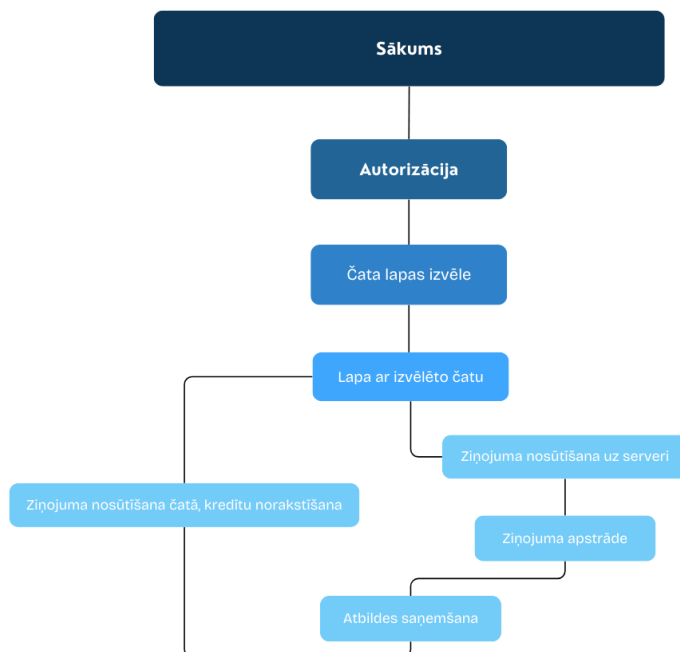 Sākums
Autorizācija
Čata lapas izvēle
Lapa ar izvēlēto čatu
Ziņojuma nosūtīšana uz serveri
Ziņojuma nosūtīšana čatā, kredītu norakstīšana
Ziņojuma apstrāde
Atbildes saņemšana